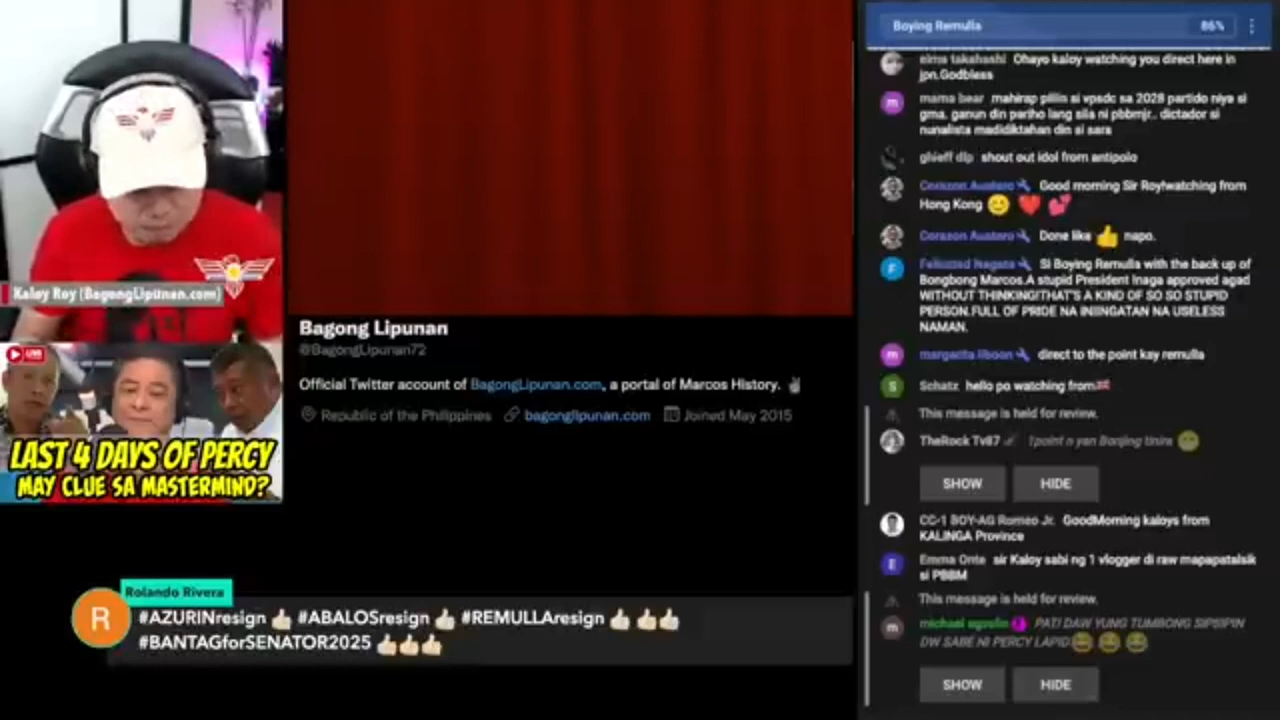 Kaloy Roy (BagongLipunan.com)
LIVE
LAST 4 DAYS OF PERCY
MAY CLUE SA MASTERMIND?
Bagong Lipunan
@BagongLipunan72
Official Twitter account of BagongLipunan.com, a portal of Marcos History. ✌🏻
Republic of the Philippines bagonglipunan.com Joined May 2015
Rolando Rivera
R
#AZURINresign 👍🏻 #ABALOSresign 👍🏻 #REMULLAresign 👍🏻 👍🏻👍🏻
#BANTAGforSENATOR2025 👍🏻👍🏻👍🏻
Boying Remulla 86%
takahashi Ohayo kaloy watching you direct here in
jpn.Godbless
m
mama bear mahirap piliin si vpsdc sa 2028 partido niya si
gma. ganun din pariho lang sila ni pbbmjr.. dictador si
nunalista madidiktahan din si sara
ghieff dlp shout out idol from antipolo
Corazon Good morning Sir Roy!watching from
Hong Kong 😊 ❤️ 💕
Corazon Done like 👍 napo.
F
Si Boying Remulla with the back up of
Bongbong Marcos.A stupid President Inaga approved agad
WITHOUT THINKING!THAT'S A KIND OF SO SO STUPID
PERSON.FULL OF PRIDE NA INIINGATAN NA USELESS
NAMAN.
m
margarita direct to the point kay remulla
S
Schatz hello po watching from🇬🇧
This message is held for review.
TheRock Tv87 1point n yan Bonjing tinira
SHOW HIDE
CC-1 BOY-AG Romeo Jr. GoodMorning kaloys from
KALINGA Province
E
Emma Onte sir Kaloy sabi ng 1 vlogger di raw mapapatalsik
si PBBM
This message is held for review.
m
michael PATI DAW YUNG TUMBONG SIPSIPIN
DW SABE NI PERCY LAPID
SHOW HIDE